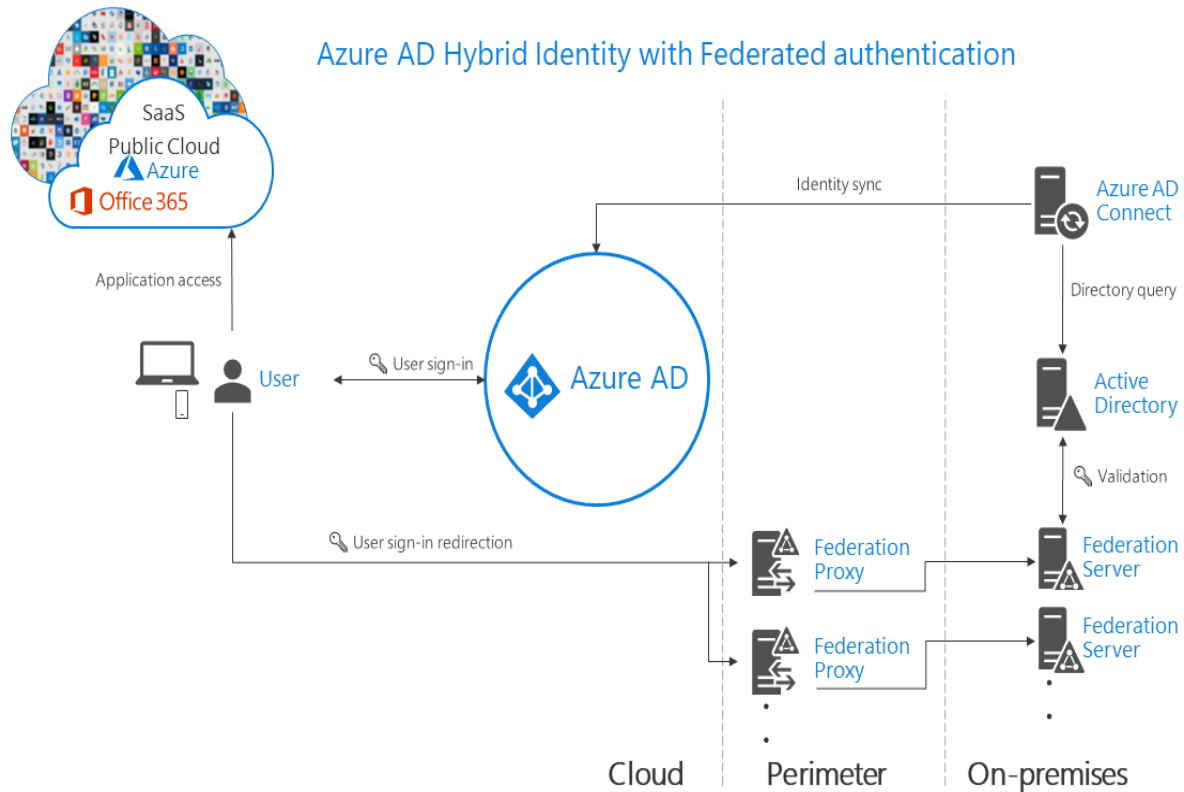 Azure AD Hybrid Identity with Federated authentication
SaaS
Public Cloud
Azure
Office 365
Identity sync
Azure AD
Connect
Application access
Directory query
User
User sign-in
Azure AD
Active
Directory
Validation
User sign-in redirection
Federation
Proxy
Federation
Server
Federation
Proxy
Federation
Server
Cloud
Perimeter
On-premises